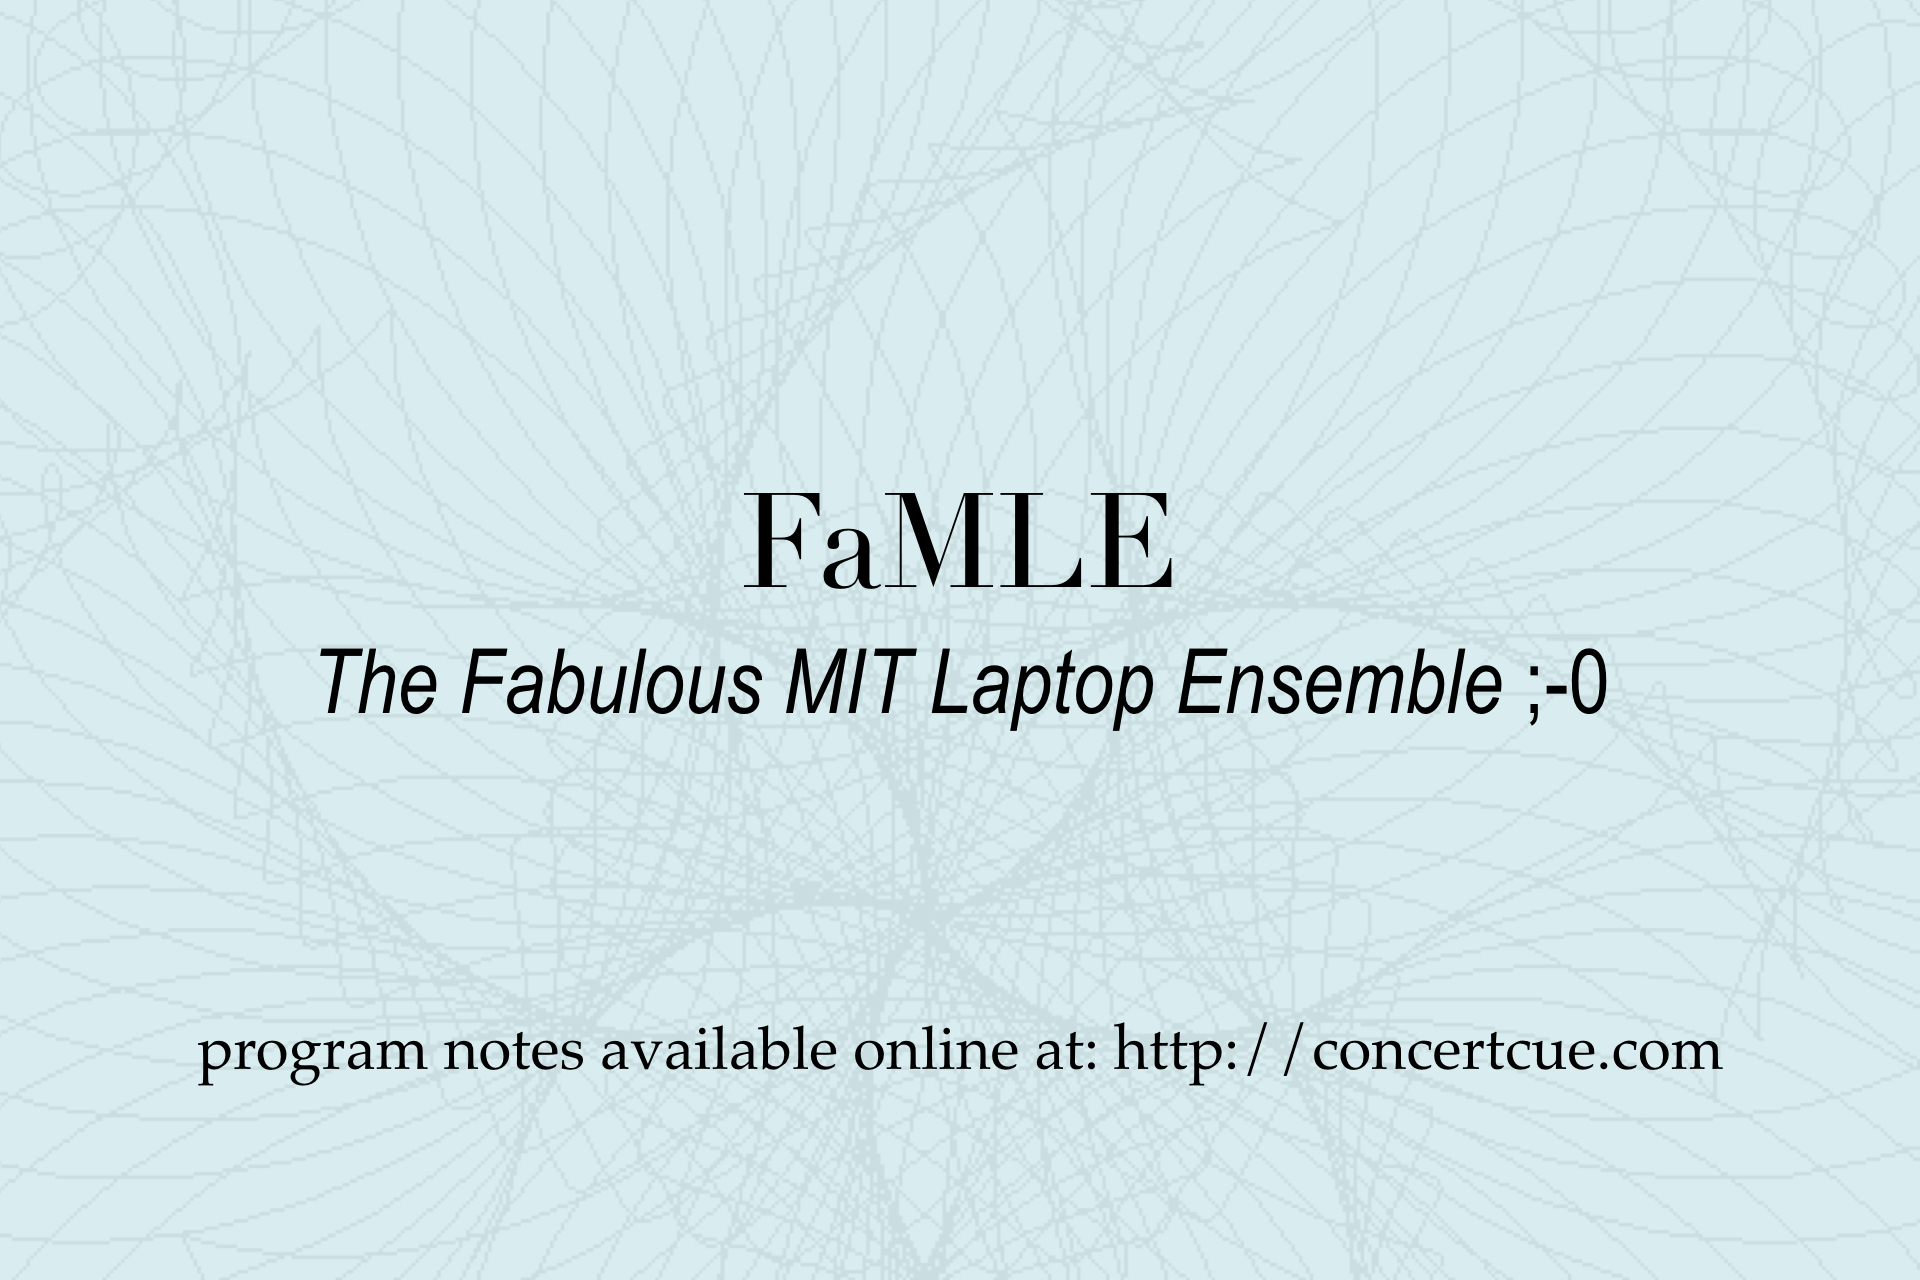 FaMLE
The Fabulous MIT Laptop Ensemble ;-0
program notes available online at: http://concertcue.com